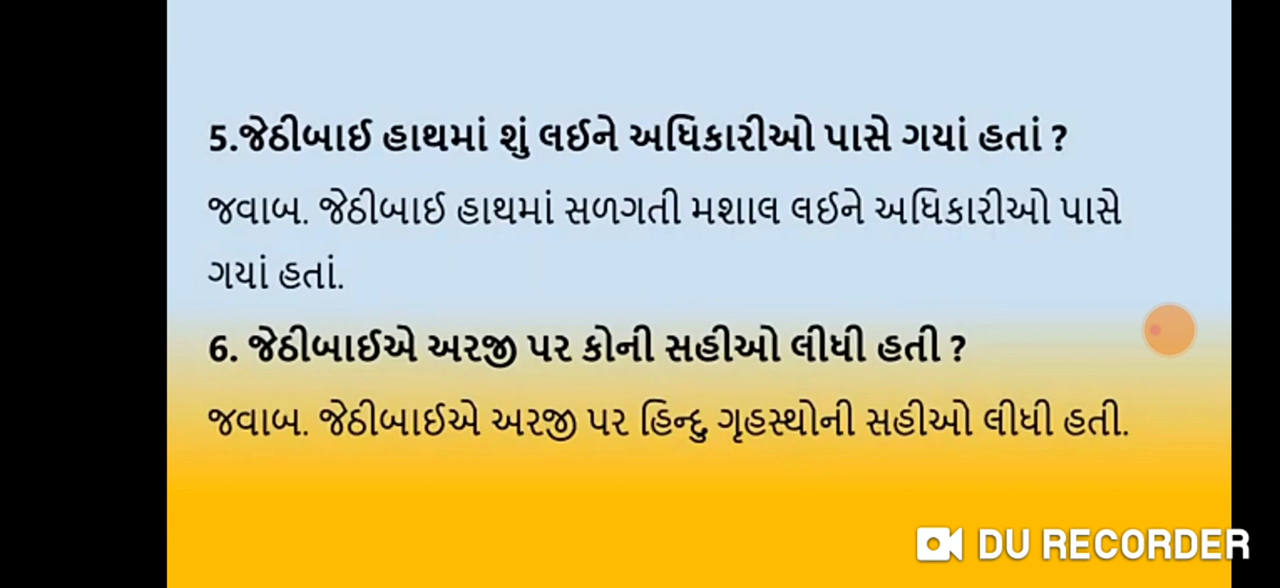 5.જેઠીબાઈ હાથમાં શું લઈને અધિકારીઓ પાસે ગયાં હતાં ?
જવાબ. જેઠીબાઈ હાથમાં સળગતી મશાલ લઈને અધિકારીઓ પાસે
ગયાં હતાં.
6. જેઠીબાઈએ અરજી પર કોની સહીઓ લીધી હતી ?
જવાબ. જેઠીબાઈએ અરજી પર હિન્દુ ગૃહસ્થોની સહીઓ લીધી હતી.
DU RECORDER